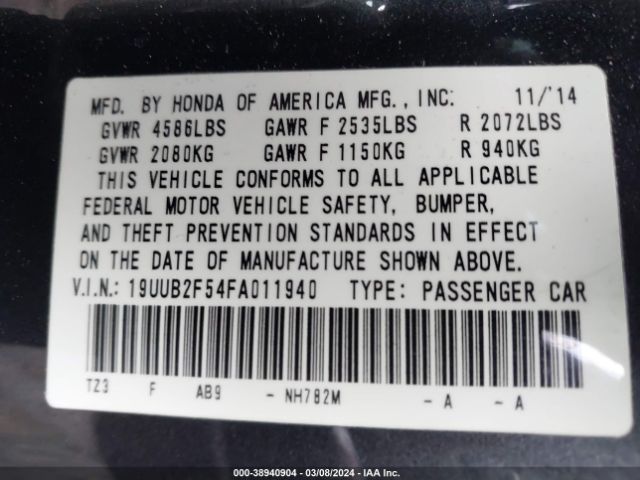 MFD. BY HONDA OF AMERICA MFG., INC. 11/'14
GVWR 4586LBS GAWR F 2535LBS R 2072LBS
GVWR 2080KG GAWR F 1150KG R 940KG
THIS VEHICLE CONFORMS TO ALL APPLICABLE
FEDERAL MOTOR VEHICLE SAFETY, BUMPER,
AND THEFT PREVENTION STANDARDS IN EFFECT
ON THE DATE OF MANUFACTURE SHOWN ABOVE.
V.I.N.: 19UUB2F54FA011940 TYPE: PASSENGER CAR
TZ3 F AB9 - NH782M - A - A
000-38940904 | 03/08/2024 | IAA Inc.